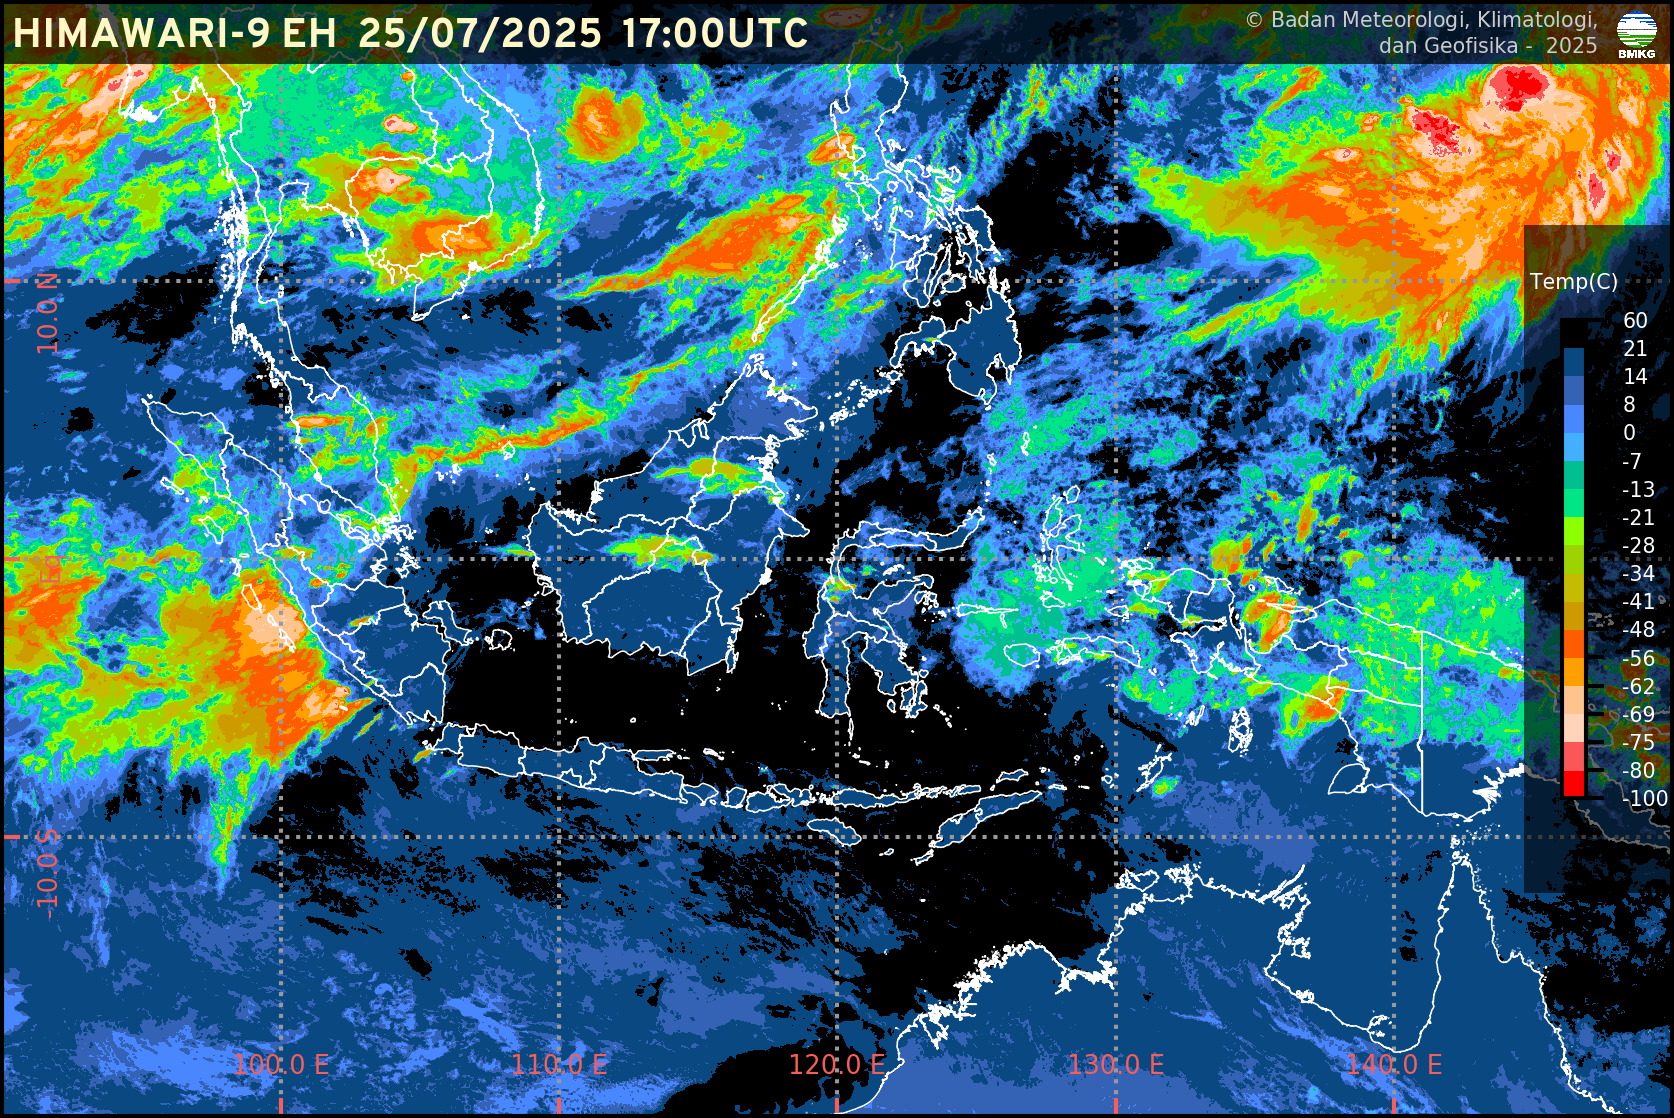 HIMAWARI-9 EH 25/07/2025 17:00UTC
© Badan Meteorologi, Klimatologi,
dan Geofisika - 2025
BMKG
Temp(C)
60
21
14
8
0
-7
-13
-21
-28
-34
-41
-48
-56
-62
-69
-75
-80
-100
10.0 N
Eq
-10.0 S
100.0 E
110.0 E
120.0 E
130.0 E
140.0 E